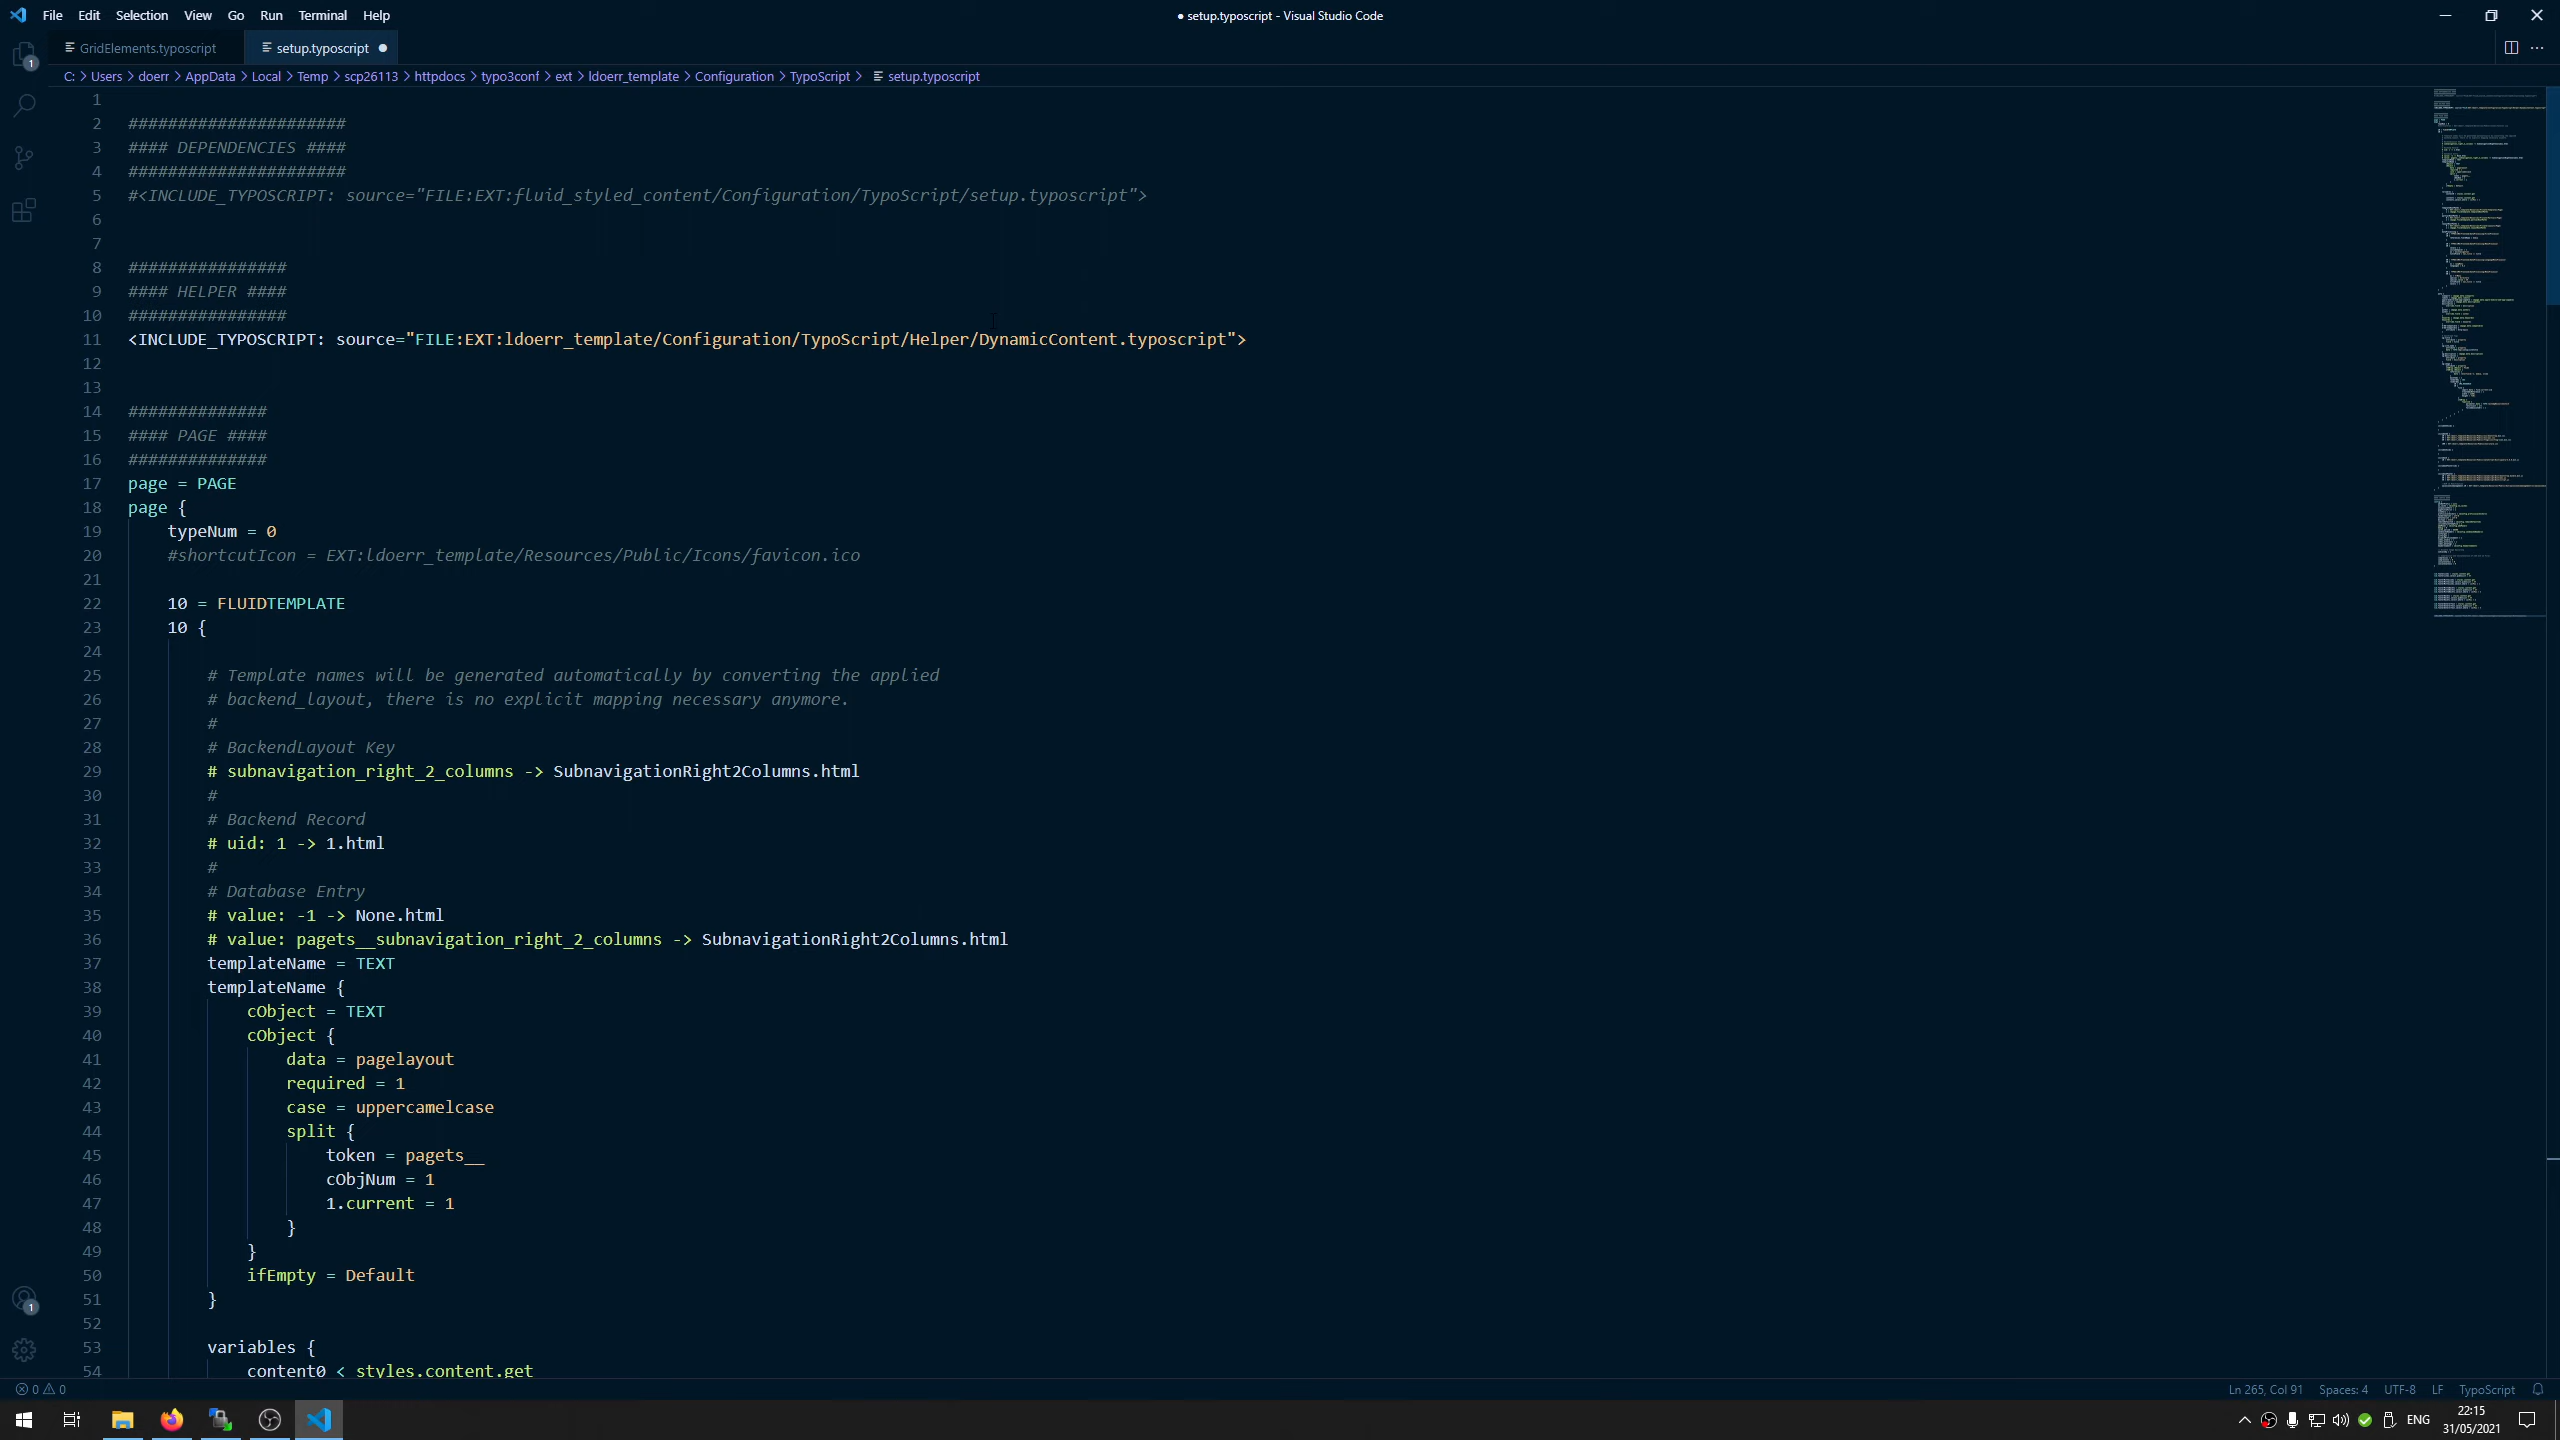 File Edit Selection View Go Run Terminal Help
● setup.typoscript - Visual Studio Code
GridElements.typoscript
setup.typoscript ●
C: > Users > doerr > AppData > Local > Temp > scp26113 > httpdocs > typo3conf > ext > ldoerr_template > Configuration > TypoScript > setup.typoscript
1
2 ######################
3 #### DEPENDENCIES ####
4 ######################
5 #<INCLUDE_TYPOSCRIPT: source="FILE:EXT:fluid_styled_content/Configuration/TypoScript/setup.typoscript">
6
7
8 ################
9 #### HELPER ####
10 ################
11 <INCLUDE_TYPOSCRIPT: source="FILE:EXT:ldoerr_template/Configuration/TypoScript/Helper/DynamicContent.typoscript">
12
13
14 ##############
15 #### PAGE ####
16 ##############
17 page = PAGE
18 page {
19 typeNum = 0
20 #shortcutIcon = EXT:ldoerr_template/Resources/Public/Icons/favicon.ico
21
22 10 = FLUIDTEMPLATE
23 10 {
24
25 # Template names will be generated automatically by converting the applied
26 # backend_layout, there is no explicit mapping necessary anymore.
27 #
28 # BackendLayout Key
29 # subnavigation_right_2_columns -> SubnavigationRight2Columns.html
30 #
31 # Backend Record
32 # uid: 1 -> 1.html
33 #
34 # Database Entry
35 # value: -1 -> None.html
36 # value: pagets__subnavigation_right_2_columns -> SubnavigationRight2Columns.html
37 templateName = TEXT
38 templateName {
39 cObject = TEXT
40 cObject {
41 data = pagelayout
42 required = 1
43 case = uppercamelcase
44 split {
45 token = pagets__
46 cObjNum = 1
47 1.current = 1
48 }
49 }
50 ifEmpty = Default
51 }
52
53 variables {
54 content0 < styles.content.get
1
1
0 0
Ln 265, Col 91 Spaces: 4 UTF-8 LF TypoScript
ENG
22:15
31/05/2021